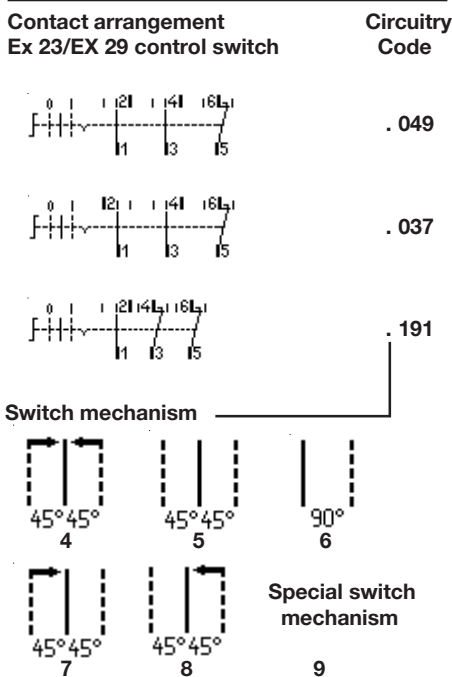 Contact arrangement Circuitry
Ex 23/EX 29 control switch Code
0 I 2 4 6
1 3 5
. 049
0 I 2 4 6
1 3 5
. 037
0 I 2 4 6
1 3 5
. 191
Switch mechanism
45° 45° 45° 45° 90°
4 5 6
Special switch
mechanism
45° 45° 45° 45°
7 8 9